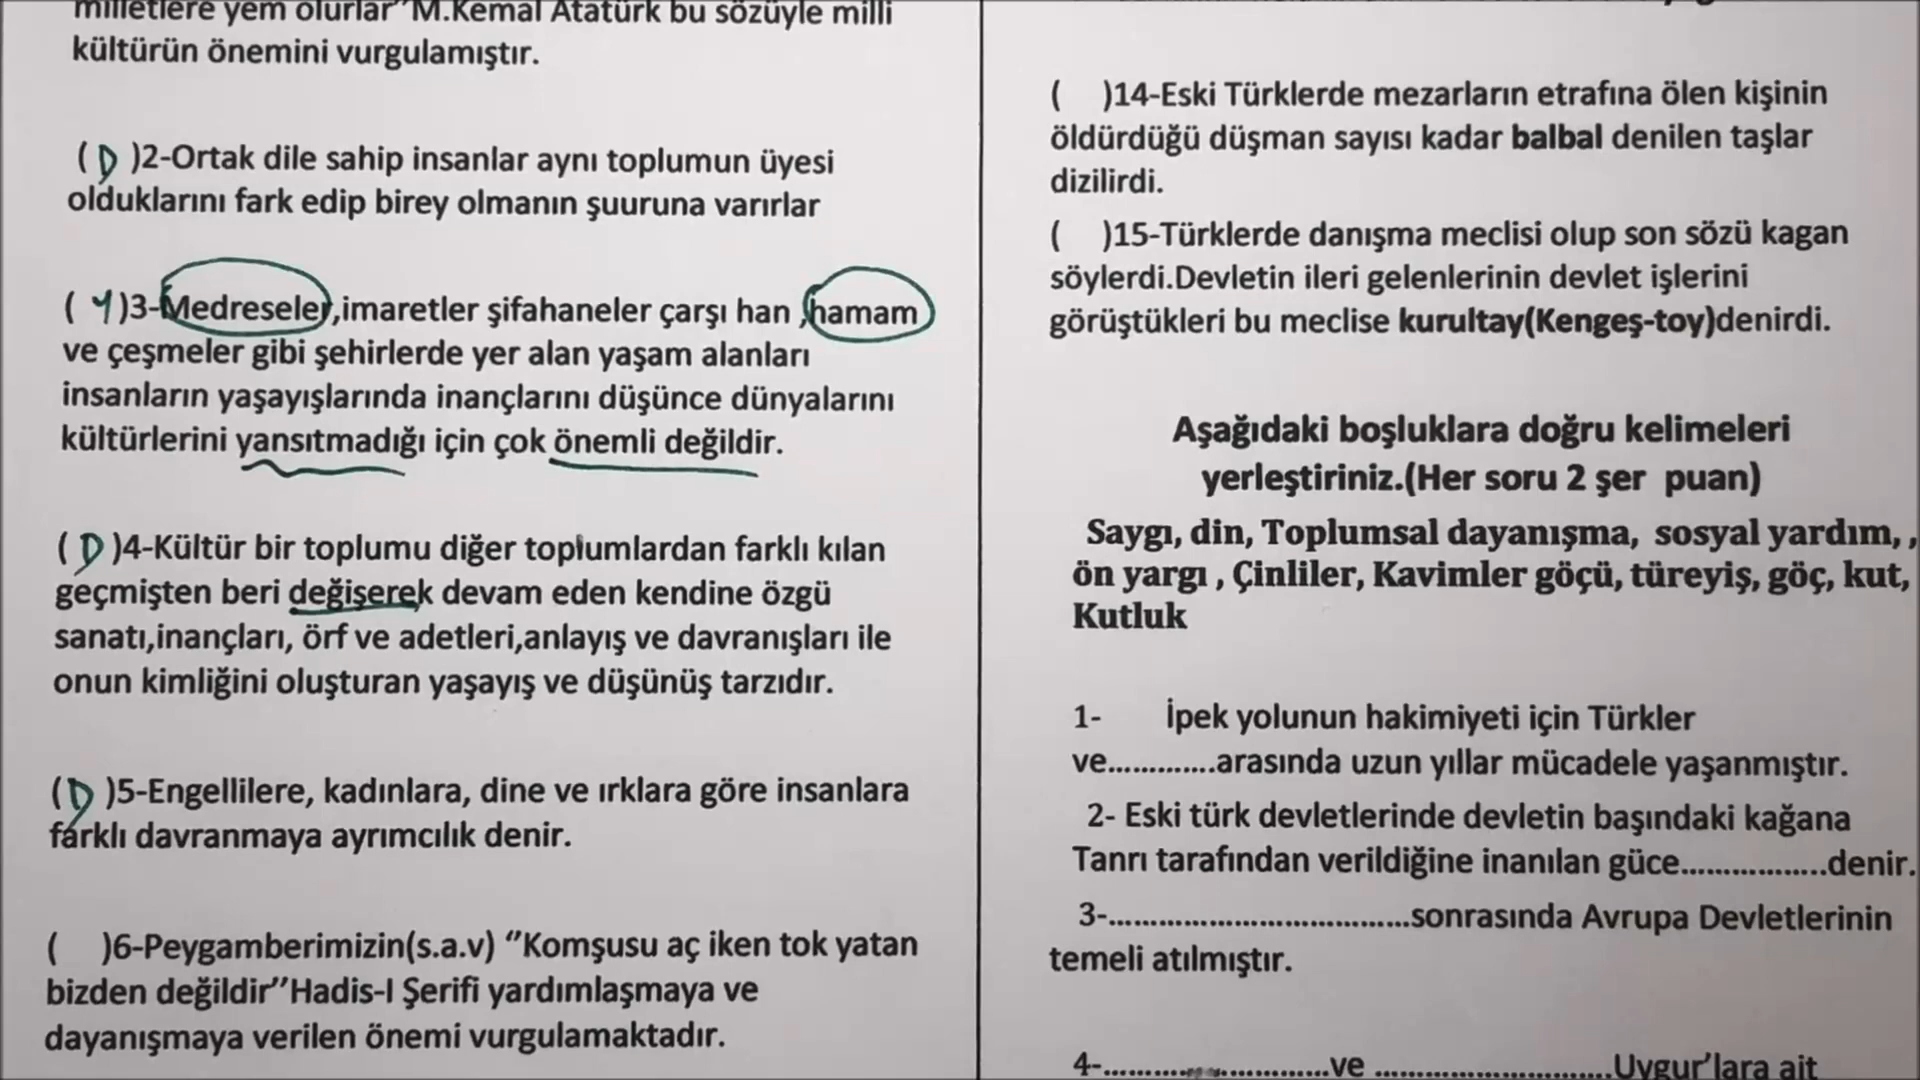 milletlere yem olurlar"M.Kemal Atatürk bu sözüyle milli
kültürün önemini vurgulamıştır.
( D )2-Ortak dile sahip insanlar aynı toplumun üyesi
olduklarını fark edip birey olmanın şuuruna varırlar
( Y )3-Medreseler,imaretler şifahaneler çarşı han ,hamam
ve çeşmeler gibi şehirlerde yer alan yaşam alanları
insanların yaşayışlarında inançlarını düşünce dünyalarını
kültürlerini yansıtmadığı için çok önemli değildir.
( D )4-Kültür bir toplumu diğer toplumlardan farklı kılan
geçmişten beri değişerek devam eden kendine özgü
sanatı,inançları, örf ve adetleri,anlayış ve davranışları ile
onun kimliğini oluşturan yaşayış ve düşünüş tarzıdır.
( D )5-Engellilere, kadınlara, dine ve ırklara göre insanlara
farklı davranmaya ayrımcılık denir.
( )6-Peygamberimizin(s.a.v) "Komşusu aç iken tok yatan
bizden değildir"Hadis-I Şerifi yardımlaşmaya ve
dayanışmaya verilen önemi vurgulamaktadır.
( )14-Eski Türklerde mezarların etrafına ölen kişinin
öldürdüğü düşman sayısı kadar balbal denilen taşlar
dizilirdi.
( )15-Türklerde danışma meclisi olup son sözü kagan
söylerdi.Devletin ileri gelenlerinin devlet işlerini
görüştükleri bu meclise kurultay(Kengeş-toy)denirdi.
Aşağıdaki boşluklara doğru kelimeleri
yerleştiriniz.(Her soru 2 şer puan)
Saygı, din, Toplumsal dayanışma, sosyal yardım, ,
ön yargı , Çinliler, Kavimler göçü, türeyiş, göç, kut,
Kutluk
1- İpek yolunun hakimiyeti için Türkler
ve.............arasında uzun yıllar mücadele yaşanmıştır.
2- Eski türk devletlerinde devletin başındaki kağana
Tanrı tarafından verildiğine inanılan güce..................denir.
3-.....................................sonrasında Avrupa Devletlerinin
temeli atılmıştır.
4-............................ve .............................Uygur'lara ait